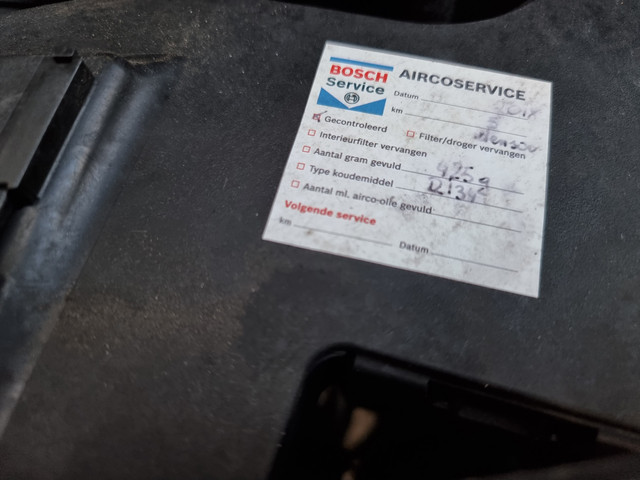 BOSCH
Service
AIRCOSERVICE
Datum
km
Gecontroleerd
Filter/droger vervangen
Interieurfilter vervangen
Aantal gram gevuld 425g
Type koudemiddel R134
Aantal ml. airco-olie gevuld
Volgende service
km Datum